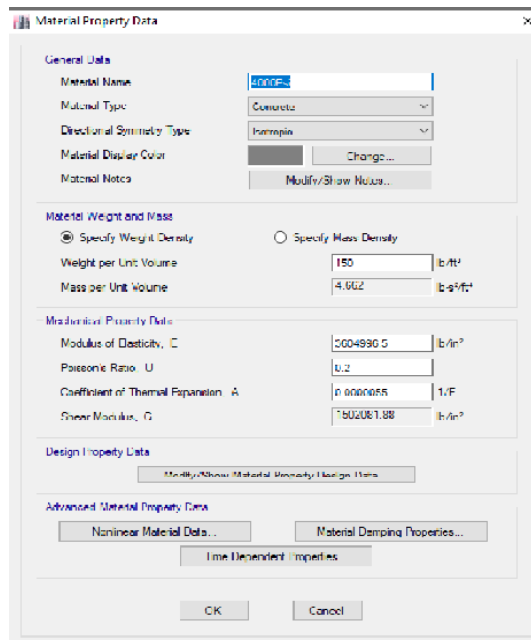 Material Property Data
General Data
Material Name
Material Type Concrete
Directional Symmetry Type Isotropic
Material Display Color Change...
Material Notes Modify/Show Notes...
Material Weight and Mass
Specify Weight Density Specify Mass Density
Weight per Unit Volume 150 lb/ft³
Mass per Unit Volume 4.662 lb-s²/ft⁴
Mechanical Property Data
Modulus of Elasticity, E 3604996.5 lb/in²
Poisson's Ratio, U 0.2
Coefficient of Thermal Expansion, A 0.0000055 1/F
Shear Modulus, G 1502081.88 lb/in²
Design Property Data
Modify/Show Material Property Design Data...
Advanced Material Property Data
Nonlinear Material Data... Material Damping Properties...
Time Dependent Properties...
OK Cancel